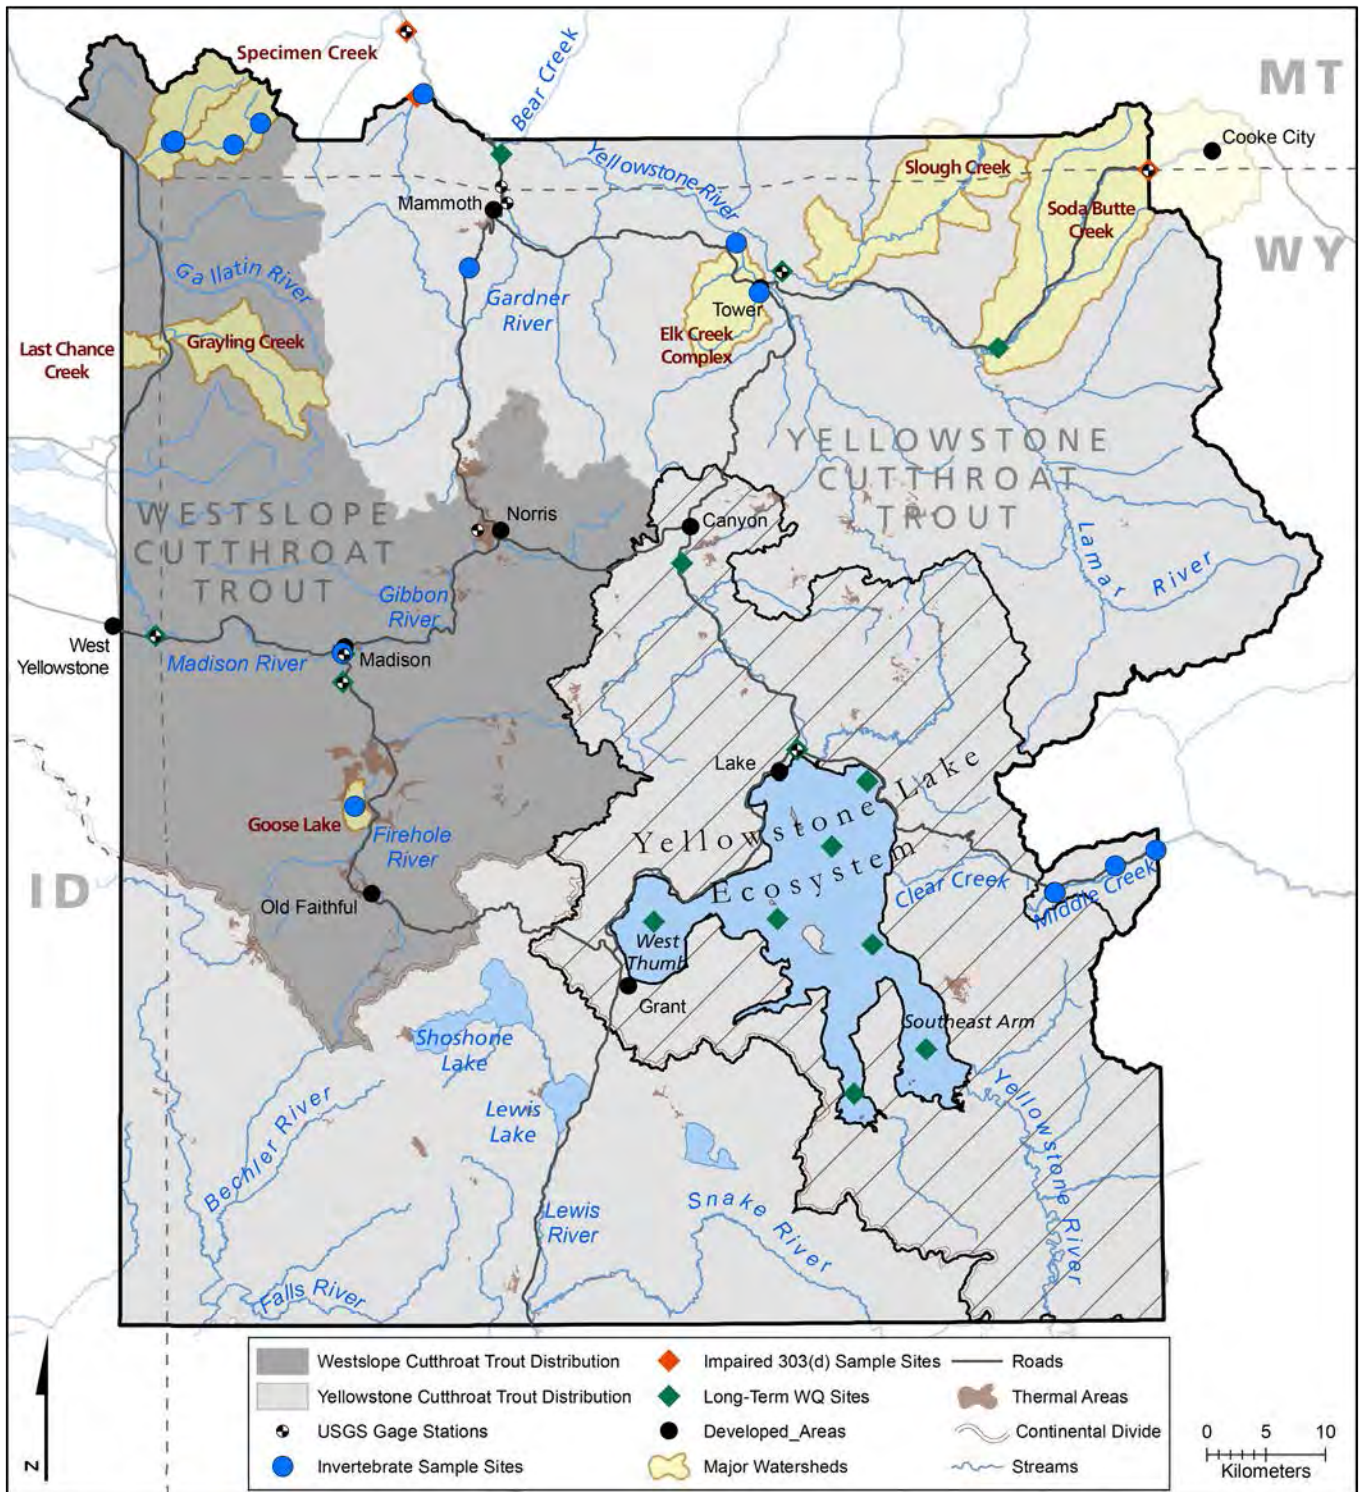 Specimen Creek
Bear Creek
MT
Cooke City
Yellowstone River
Slough Creek
Mammoth
Soda Butte
Creek
WY
Gallatin River
Gardner
River
Tower
Last Chance
Creek
Grayling Creek
Elk Creek
Complex
YELLOWSTONE
CUTTHROAT
TROUT
WESTSLOPE
CUTTHROAT
TROUT
Norris
Canyon
Lamar River
Gibbon
River
West
Yellowstone
Madison River
Madison
Lake
Yellowstone Lake
Ecosystem
Goose Lake
Firehole
River
Clear Creek
Middle Creek
ID
Old Faithful
West
Thumb
Grant
Southeast Arm
Shoshone
Lake
Lewis
Lake
Yellowstone River
Bechler River
Snake River
Lewis
River
Falls River
N
Westslope Cutthroat Trout Distribution
Yellowstone Cutthroat Trout Distribution
USGS Gage Stations
Invertebrate Sample Sites
Impaired 303(d) Sample Sites
Long-Term WQ Sites
Developed_Areas
Major Watersheds
Roads
Thermal Areas
Continental Divide
Streams
0 5 10
Kilometers